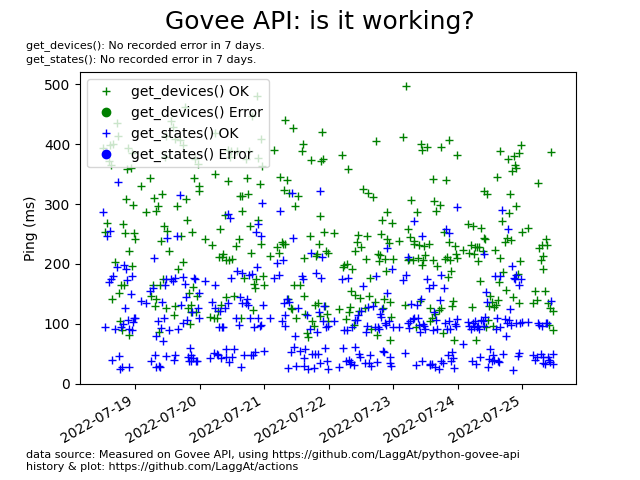 Govee API: is it working?
get_devices(): No recorded error in 7 days.
get_states(): No recorded error in 7 days.
get_devices() OK
get_devices() Error
get_states() OK
get_states() Error
Ping (ms)
500
400
300
200
100
0
2022-07-19
2022-07-20
2022-07-21
2022-07-22
2022-07-23
2022-07-24
2022-07-25
data source: Measured on Govee API, using https://github.com/LaggAt/python-govee-api
history & plot: https://github.com/LaggAt/actions